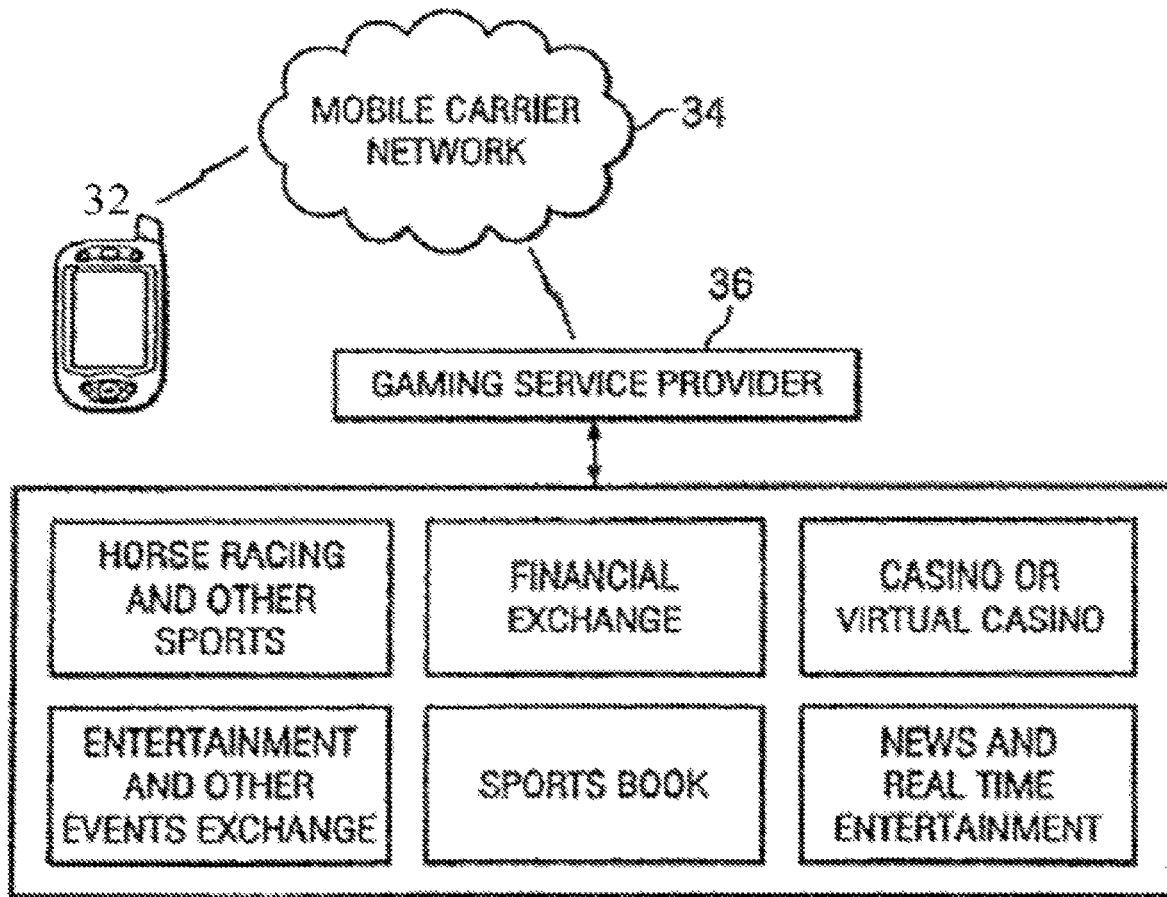 MOBILE CARRIER
NETWORK
34
32
36
GAMING SERVICE PROVIDER
HORSE RACING
AND OTHER
SPORTS
FINANCIAL
EXCHANGE
CASINO OR
VIRTUAL CASINO
ENTERTAINMENT
AND OTHER
EVENTS EXCHANGE
SPORTS BOOK
NEWS AND
REAL TIME
ENTERTAINMENT